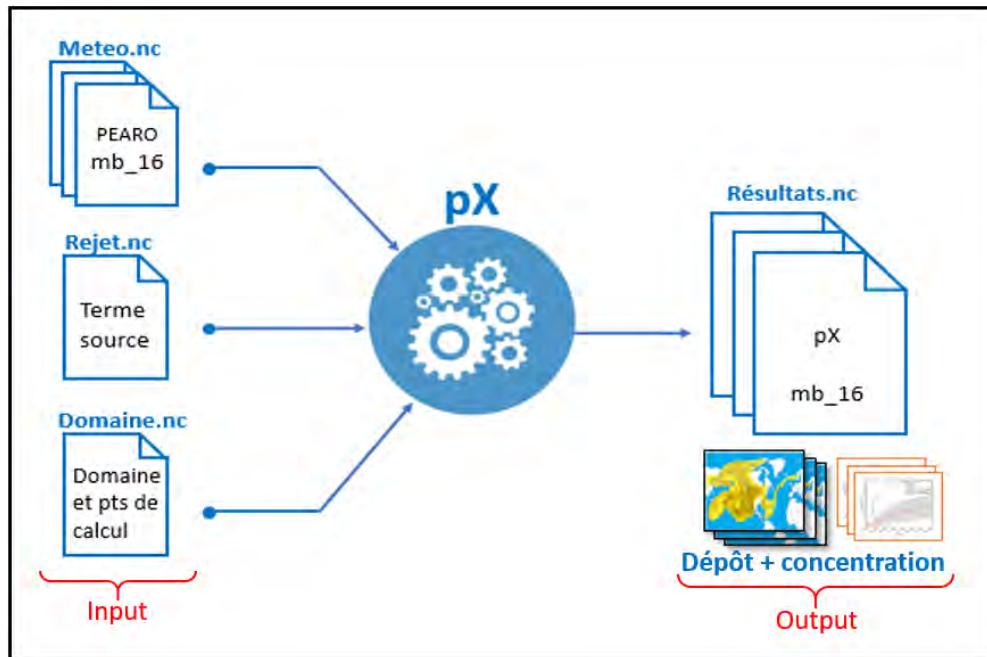 Meteo.nc
PEARO
mb_16
Rejet.nc
Terme
source
Domaine.nc
Domaine
et pts de
calcul
Input
pX
Résultats.nc
pX
mb_16
Dépôt + concentration
Output